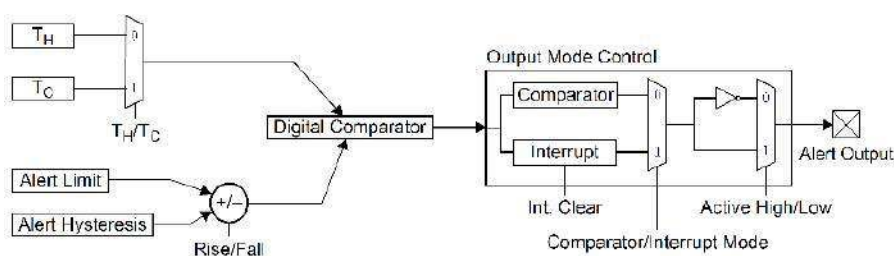 T_H
0
T_C
1
T_H/T_C
Alert Limit
Alert Hysteresis
+/–
Rise/Fall
Digital Comparator
Output Mode Control
Comparator
0
Interrupt
1
0
1
Alert Output
Int. Clear
Active High/Low
Comparator/Interrupt Mode